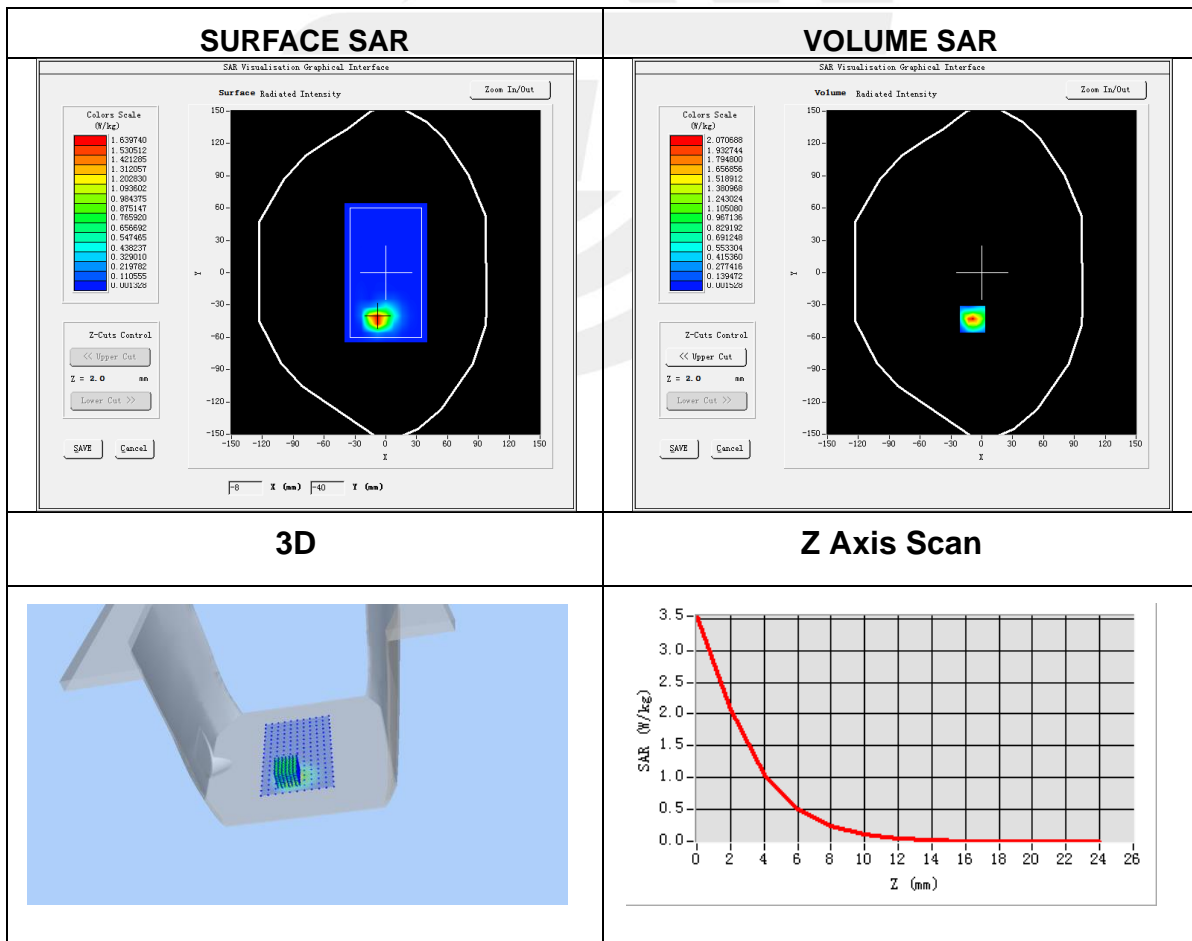 SURFACE SAR
SAR Visualisation Graphical Interface
Surface Radiated Intensity
Zoom In/Out
Colors Scale
(W/kg)
1.639740
1.530512
1.421285
1.312057
1.202830
1.093602
0.984375
0.875147
0.765920
0.656692
0.547465
0.438237
0.329010
0.219782
0.110555
0.001328
Z-Cuts Control
<< Upper Cut
Z = 2.0 mm
Lower Cut >>
SAVE Cancel
150
120
90
60
30
0
-30
-60
-90
-120
-150
Y
-150 -120 -90 -60 -30 0 30 60 90 120 150
X
-8 X (mm) -40 Y (mm)
VOLUME SAR
SAR Visualisation Graphical Interface
Volume Radiated Intensity
Zoom In/Out
Colors Scale
(W/kg)
2.070688
1.932744
1.794800
1.656856
1.518912
1.380968
1.243024
1.105080
0.967136
0.829192
0.691248
0.553304
0.415360
0.277416
0.139472
0.001528
Z-Cuts Control
<< Upper Cut
Z = 2.0 mm
Lower Cut >>
SAVE Cancel
150
120
90
60
30
0
-30
-60
-90
-120
-150
Y
-150 -120 -90 -60 -30 0 30 60 90 120 150
X
3D
Z Axis Scan
3.5
3.0
2.5
2.0
1.5
1.0
0.5
0.0
SAR (W/kg)
0 2 4 6 8 10 12 14 16 18 20 22 24 26
Z (mm)